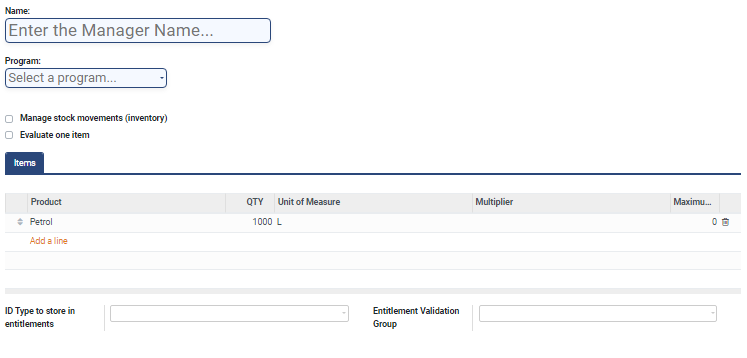 Name:
Enter the Manager Name...
Program:
Select a program...
Manage stock movements (inventory)
Evaluate one item
Items
Product QTY Unit of Measure Multiplier Maximu...
Petrol 1000 L 0
Add a line
ID Type to store in
entitlements
Entitlement Validation
Group